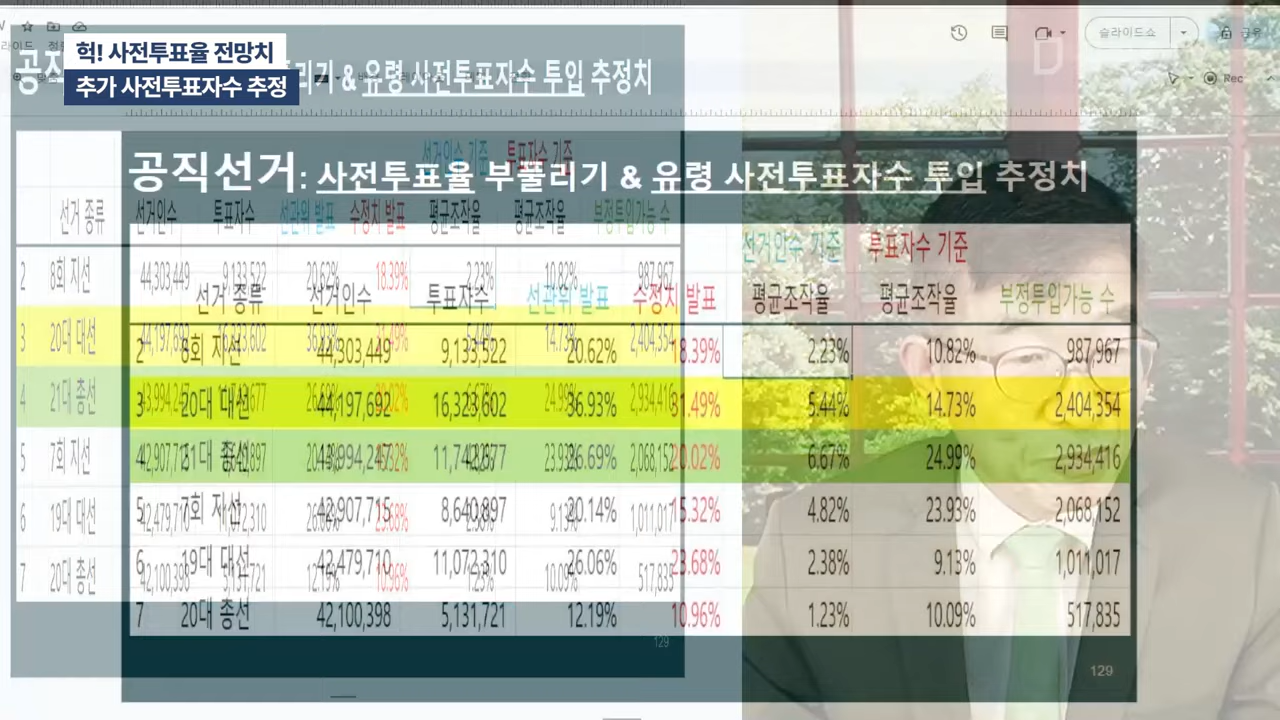 헉! 사전투표율 전망치
추가 사전투표자수 추정
공직선거: 사전투표율 부풀리기 & 유령 사전투표자수 투입 추정치
슬라이드쇼
공유
Rec
선거인수 기준 투표자수 기준
선거 종류 선거인수 투표자수 선관위 발표 수정치 발표 평균조작율 평균조작율 부정투입가능 수
2 8회 지선 44,303,449 9,133,522 20.62% 18.39% 2.23% 10.82% 987,967
3 20대 대선 44,197,692 16,323,602 36.93% 31.49% 5.44% 14.73% 2,404,354
4 21대 총선 43,994,247 11,742,677 26.69% 20.02% 6.67% 24.99% 2,934,416
5 7회 지선 42,907,715 8,640,897 20.14% 15.32% 4.82% 23.93% 2,068,152
6 19대 대선 42,479,710 11,072,310 26.06% 23.68% 2.38% 9.13% 1,011,017
7 20대 총선 42,100,398 5,131,721 12.19% 10.96% 1.23% 10.09% 517,835
129